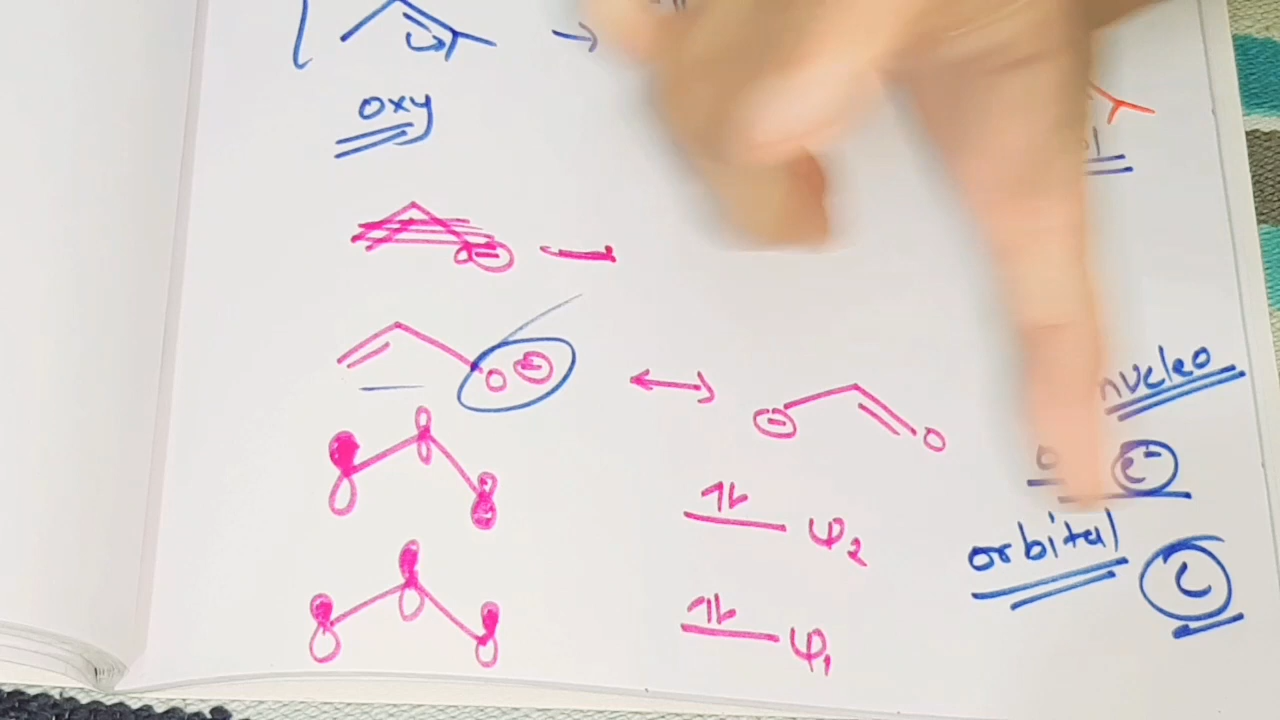 oxy
O ⊖
⊖ O
nucleo
e⁻
ψ2
orbital
C
ψ1